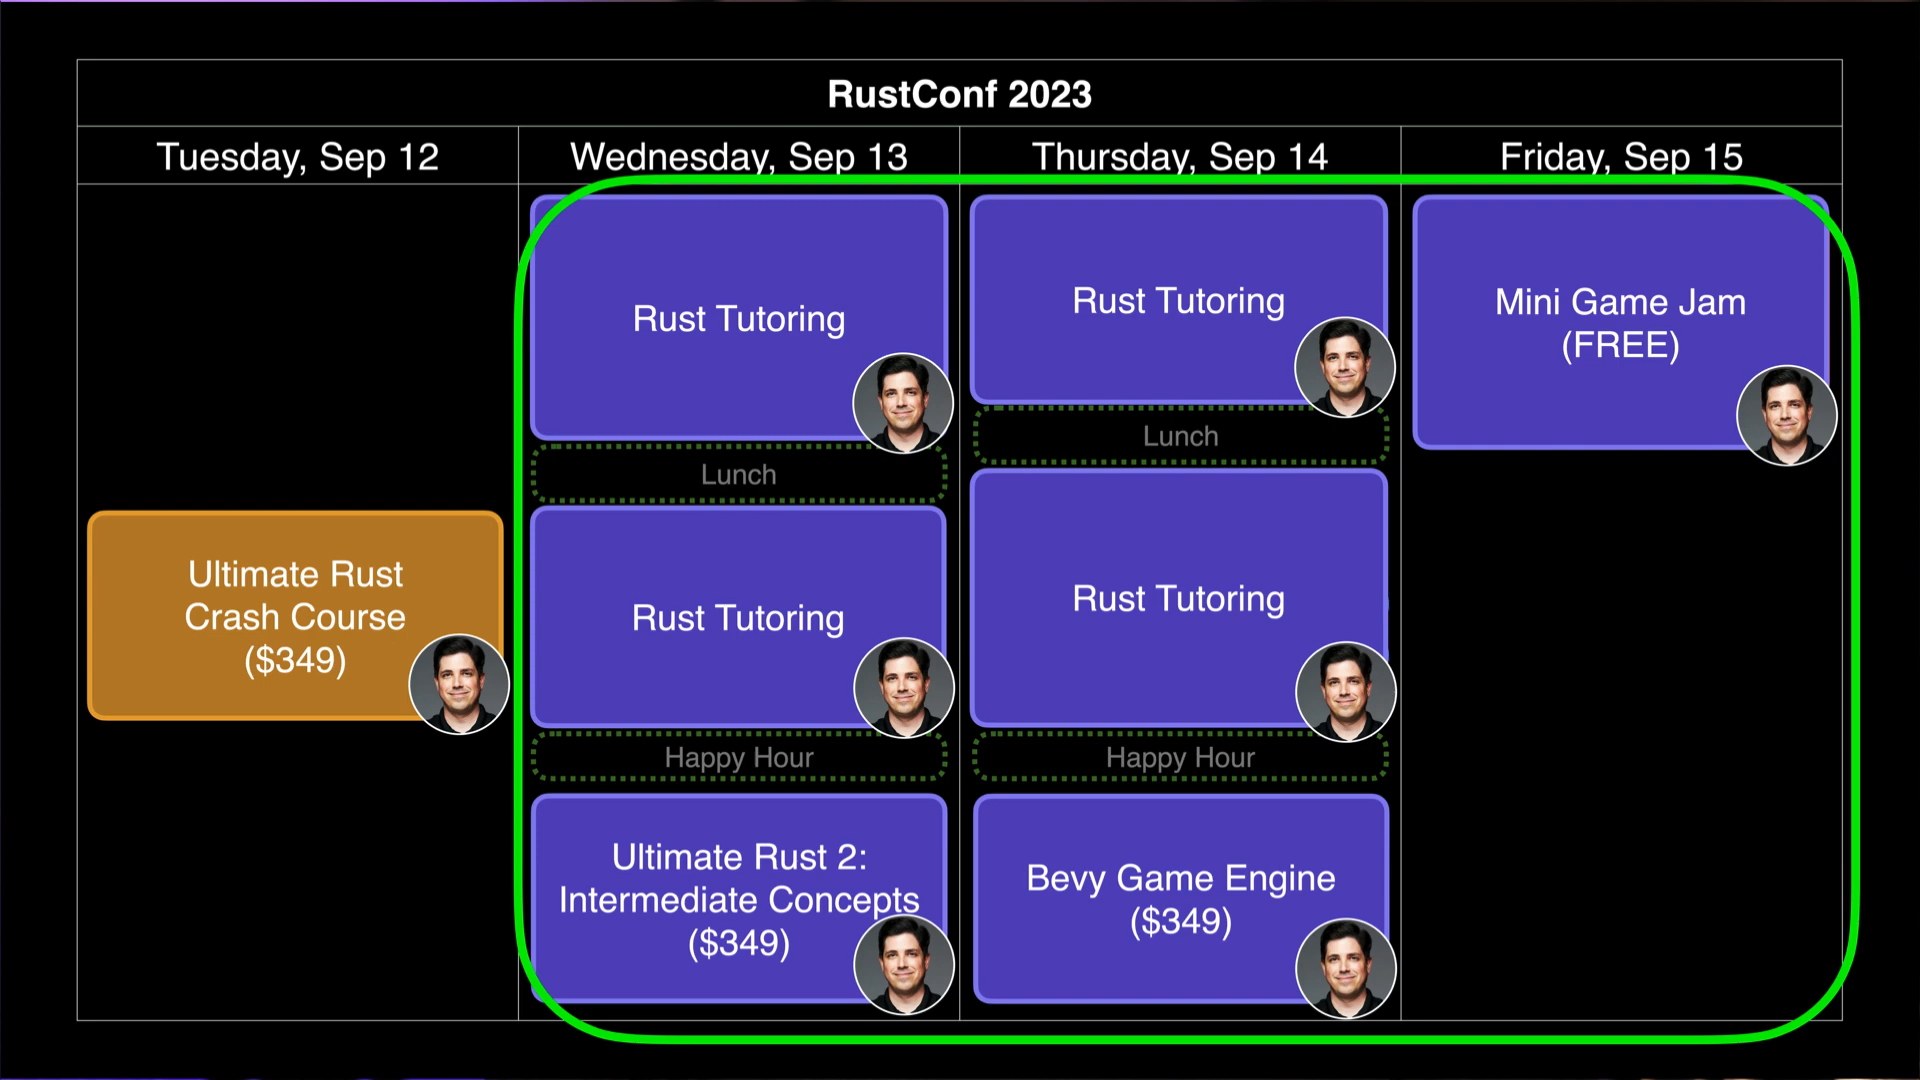 RustConf 2023
Tuesday, Sep 12
Wednesday, Sep 13
Thursday, Sep 14
Friday, Sep 15
Ultimate Rust
Crash Course
($349)
Rust Tutoring
Lunch
Rust Tutoring
Happy Hour
Ultimate Rust 2:
Intermediate Concepts
($349)
Rust Tutoring
Lunch
Rust Tutoring
Happy Hour
Bevy Game Engine
($349)
Mini Game Jam
(FREE)